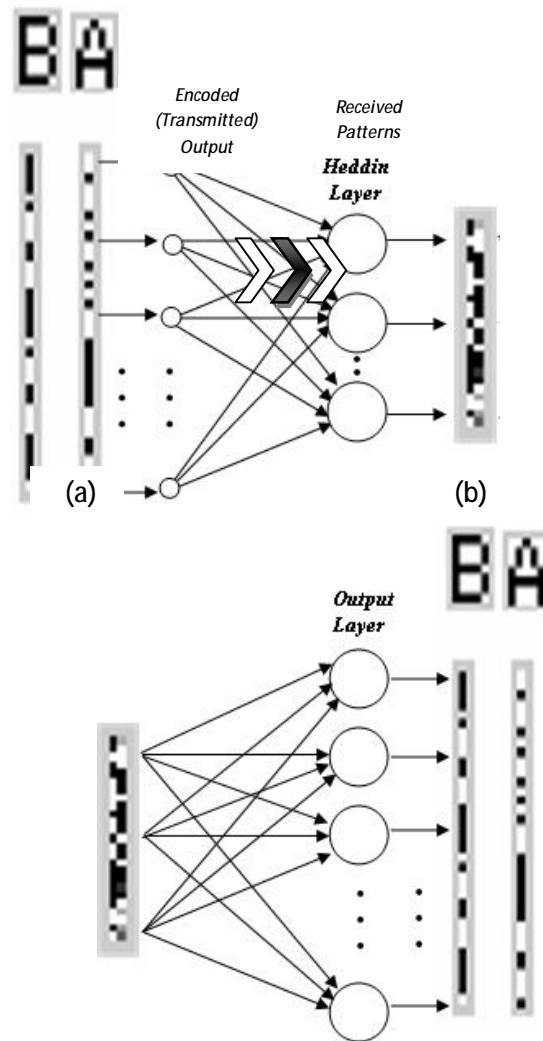 B A
Encoded
(Transmitted)
Output
Received
Patterns
Heddin
Layer
(a)
(b)
B A
Output
Layer